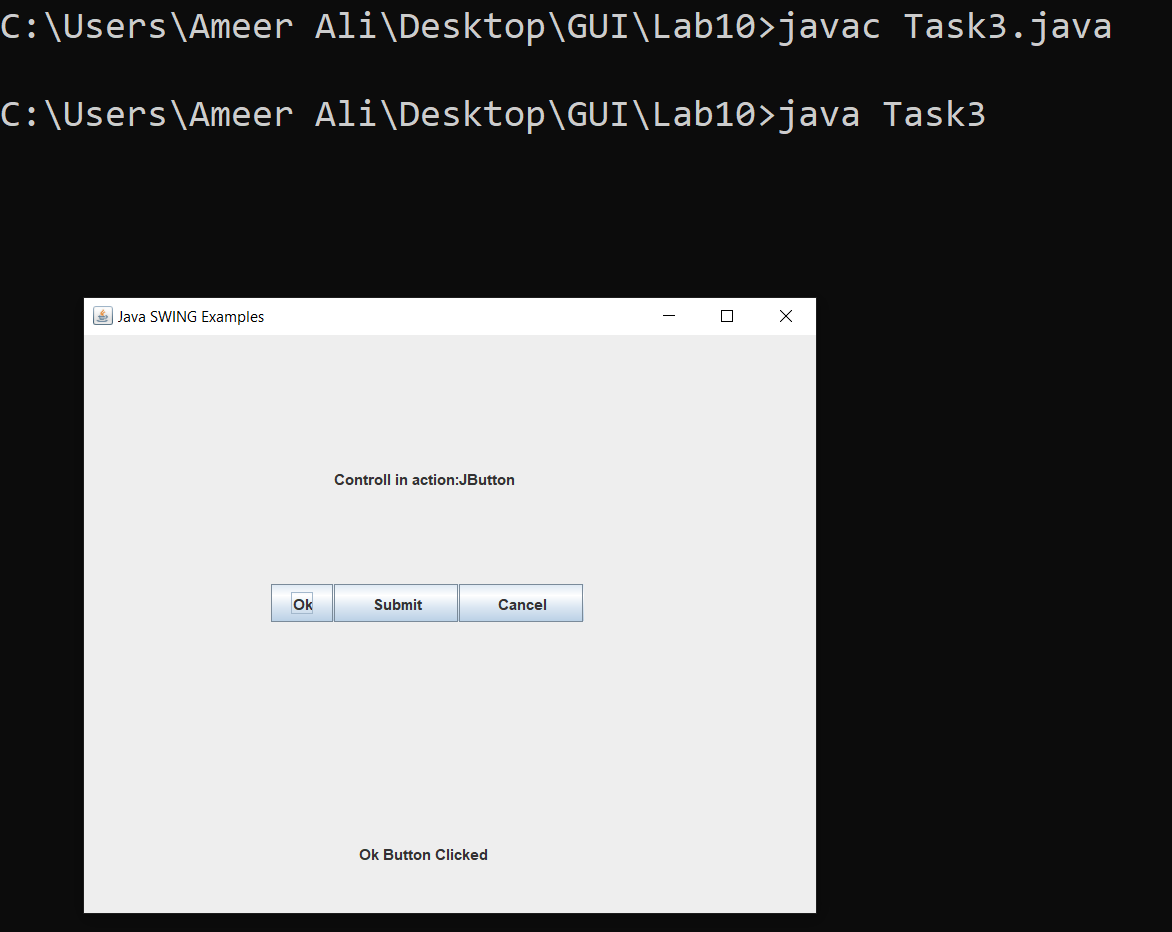 C:\Users\Ameer Ali\Desktop\GUI\Lab10>javac Task3.java
C:\Users\Ameer Ali\Desktop\GUI\Lab10>java Task3
Java SWING Examples
Controll in action:JButton
Ok Submit Cancel
Ok Button Clicked